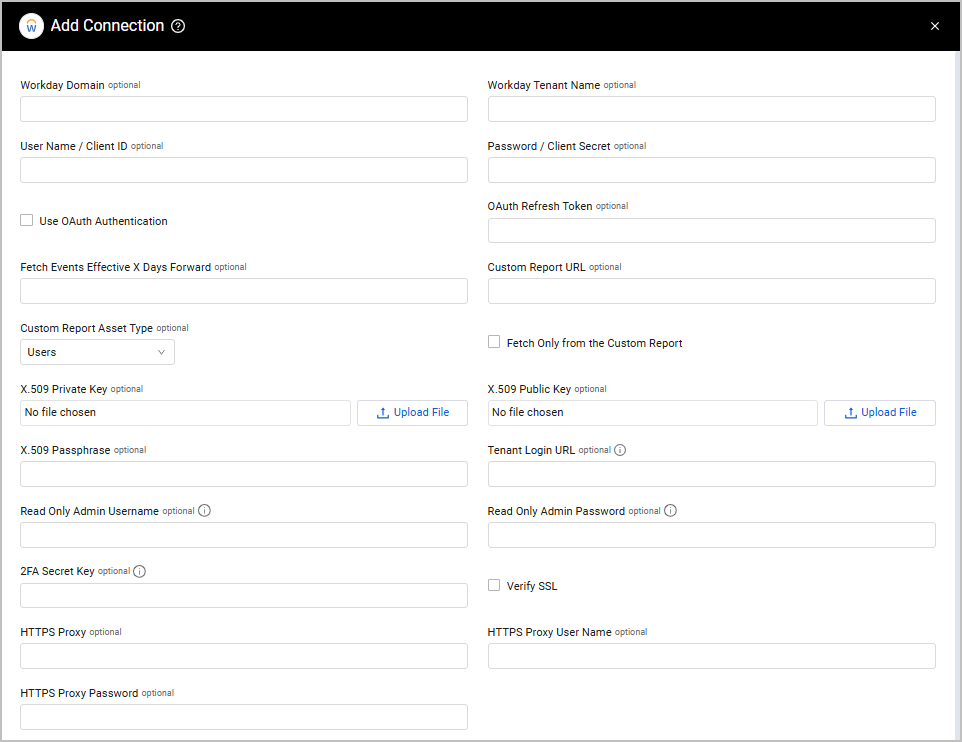 W Add Connection ?
Workday Domain optional
Workday Tenant Name optional
User Name / Client ID optional
Password / Client Secret optional
Use OAuth Authentication
OAuth Refresh Token optional
Fetch Events Effective X Days Forward optional
Custom Report URL optional
Custom Report Asset Type optional
Users
Fetch Only from the Custom Report
X.509 Private Key optional
No file chosen Upload File
X.509 Public Key optional
No file chosen Upload File
X.509 Passphrase optional
Tenant Login URL optional
Read Only Admin Username optional
Read Only Admin Password optional
2FA Secret Key optional
Verify SSL
HTTPS Proxy optional
HTTPS Proxy User Name optional
HTTPS Proxy Password optional